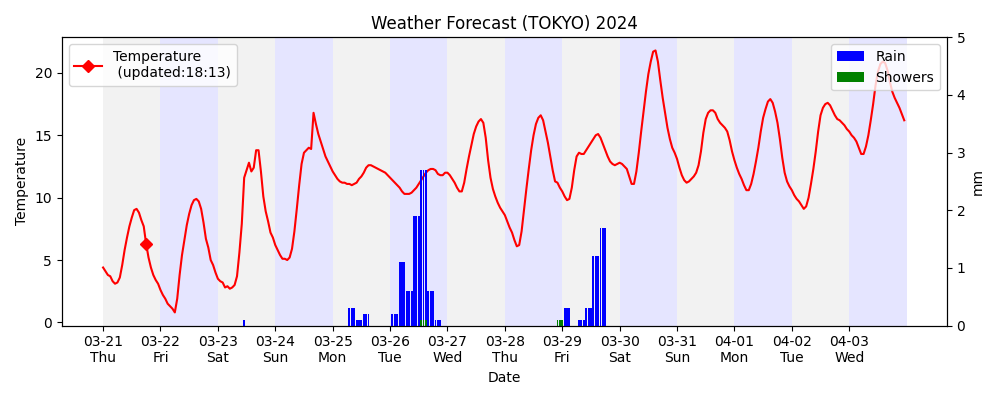 Weather Forecast (TOKYO) 2024
Temperature
(updated:18:13)
Rain
Showers
Temperature
20
15
10
5
0
5
4
3
2
1
0
mm
03-21 03-22 03-23 03-24 03-25 03-26 03-27 03-28 03-29 03-30 03-31 04-01 04-02 04-03
Thu Fri Sat Sun Mon Tue Wed Thu Fri Sat Sun Mon Tue Wed
Date